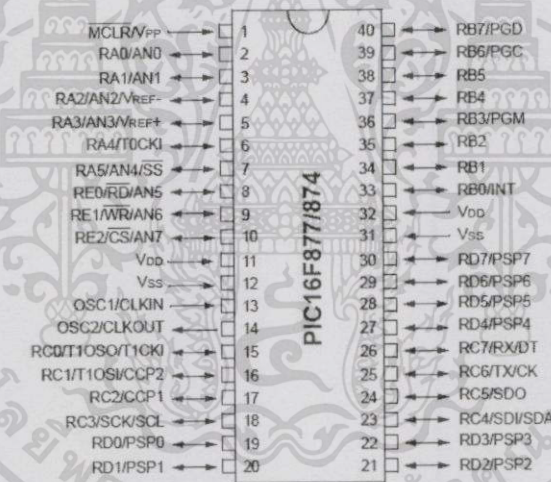 MCLR/VPP 1 40 RB7/PGD
RA0/AN0 2 39 RB6/PGC
RA1/AN1 3 38 RB5
RA2/AN2/VREF- 4 37 RB4
RA3/AN3/VREF+ 5 36 RB3/PGM
RA4/T0CKI 6 35 RB2
RA5/AN4/SS 7 34 RB1
RE0/RD/AN5 8 33 RB0/INT
RE1/WR/AN6 9 32 VDD
RE2/CS/AN7 10 31 VSS
VDD 11 30 RD7/PSP7
VSS 12 29 RD6/PSP6
OSC1/CLKIN 13 28 RD5/PSP5
OSC2/CLKOUT 14 27 RD4/PSP4
RC0/T1OSO/T1CKI 15 26 RC7/RX/DT
RC1/T1OSI/CCP2 16 25 RC6/TX/CK
RC2/CCP1 17 24 RC5/SDO
RC3/SCK/SCL 18 23 RC4/SDI/SDA
RD0/PSP0 19 22 RD3/PSP3
RD1/PSP1 20 21 RD2/PSP2
PIC16F877/874